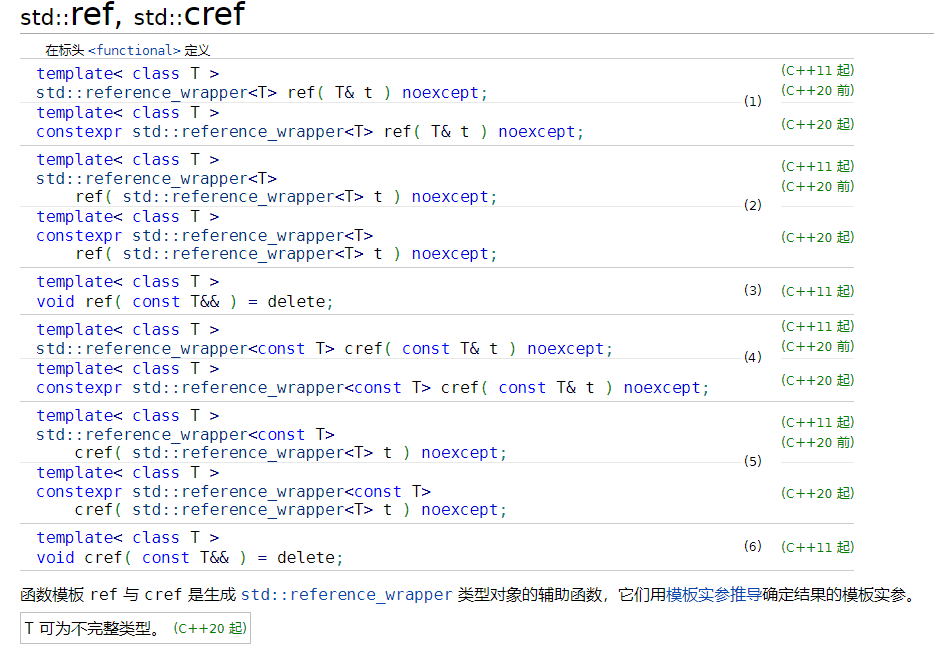 std::ref, std::cref
在标头 <functional> 定义
template< class T >
std::reference_wrapper<T> ref( T& t ) noexcept;
(C++11 起)
(C++20 前)
(1)
template< class T >
constexpr std::reference_wrapper<T> ref( T& t ) noexcept;
(C++20 起)
template< class T >
std::reference_wrapper<T>
ref( std::reference_wrapper<T> t ) noexcept;
(C++11 起)
(C++20 前)
(2)
template< class T >
constexpr std::reference_wrapper<T>
ref( std::reference_wrapper<T> t ) noexcept;
(C++20 起)
template< class T >
void ref( const T&& ) = delete;
(3)
(C++11 起)
template< class T >
std::reference_wrapper<const T> cref( const T& t ) noexcept;
(C++11 起)
(C++20 前)
(4)
template< class T >
constexpr std::reference_wrapper<const T> cref( const T& t ) noexcept;
(C++20 起)
template< class T >
std::reference_wrapper<const T>
cref( std::reference_wrapper<T> t ) noexcept;
(C++11 起)
(C++20 前)
(5)
template< class T >
constexpr std::reference_wrapper<const T>
cref( std::reference_wrapper<T> t ) noexcept;
(C++20 起)
template< class T >
void cref( const T&& ) = delete;
(6)
(C++11 起)
函数模板 ref 与 cref 是生成 std::reference_wrapper 类型对象的辅助函数，它们用模板实参推导确定结果的模板实参。
T 可为不完整类型。 (C++20 起)